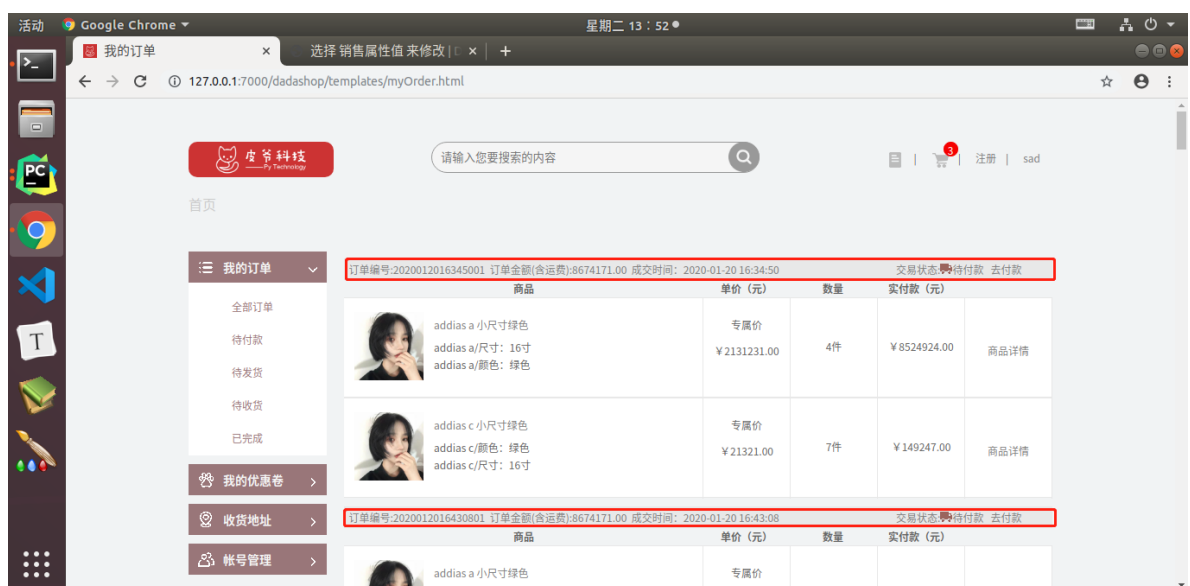 活动 Google Chrome 星期二 13：52
我的订单 × 选择 销售属性值 来修改 | × +
127.0.0.1:7000/dadashop/templates/myOrder.html
皮爷科技
Py Technology
请输入您要搜索的内容
3
| | 注册 | sad
首页
我的订单
全部订单
待付款
待发货
待收货
已完成
我的优惠卷
收货地址
帐号管理
订单编号:2020012016345001 订单金额(含运费):8674171.00 成交时间：2020-01-20 16:34:50 交易状态:待付款 去付款
商品 单价（元） 数量 实付款（元）
addias a 小尺寸绿色
addias a/尺寸：16寸
addias a/颜色：绿色
专属价
￥2131231.00
4件
￥8524924.00
商品详情
addias c 小尺寸绿色
addias c/颜色：绿色
addias c/尺寸：16寸
专属价
￥21321.00
7件
￥149247.00
商品详情
订单编号:2020012016430801 订单金额(含运费):8674171.00 成交时间：2020-01-20 16:43:08 交易状态:待付款 去付款
商品 单价（元） 数量 实付款（元）
addias a 小尺寸绿色
专属价
PC
T